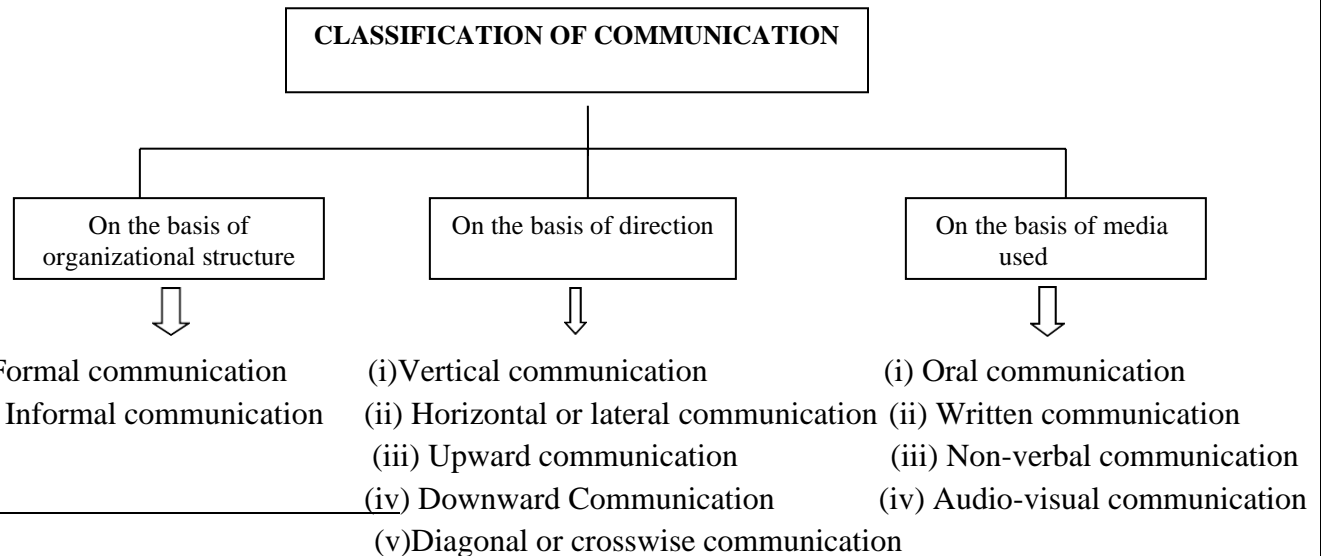 CLASSIFICATION OF COMMUNICATION
On the basis of
organizational structure
On the basis of direction
On the basis of media
used
Formal communication
Informal communication
(i)Vertical communication
(ii) Horizontal or lateral communication
(iii) Upward communication
(iv) Downward Communication
(v)Diagonal or crosswise communication
(i) Oral communication
(ii) Written communication
(iii) Non-verbal communication
(iv) Audio-visual communication